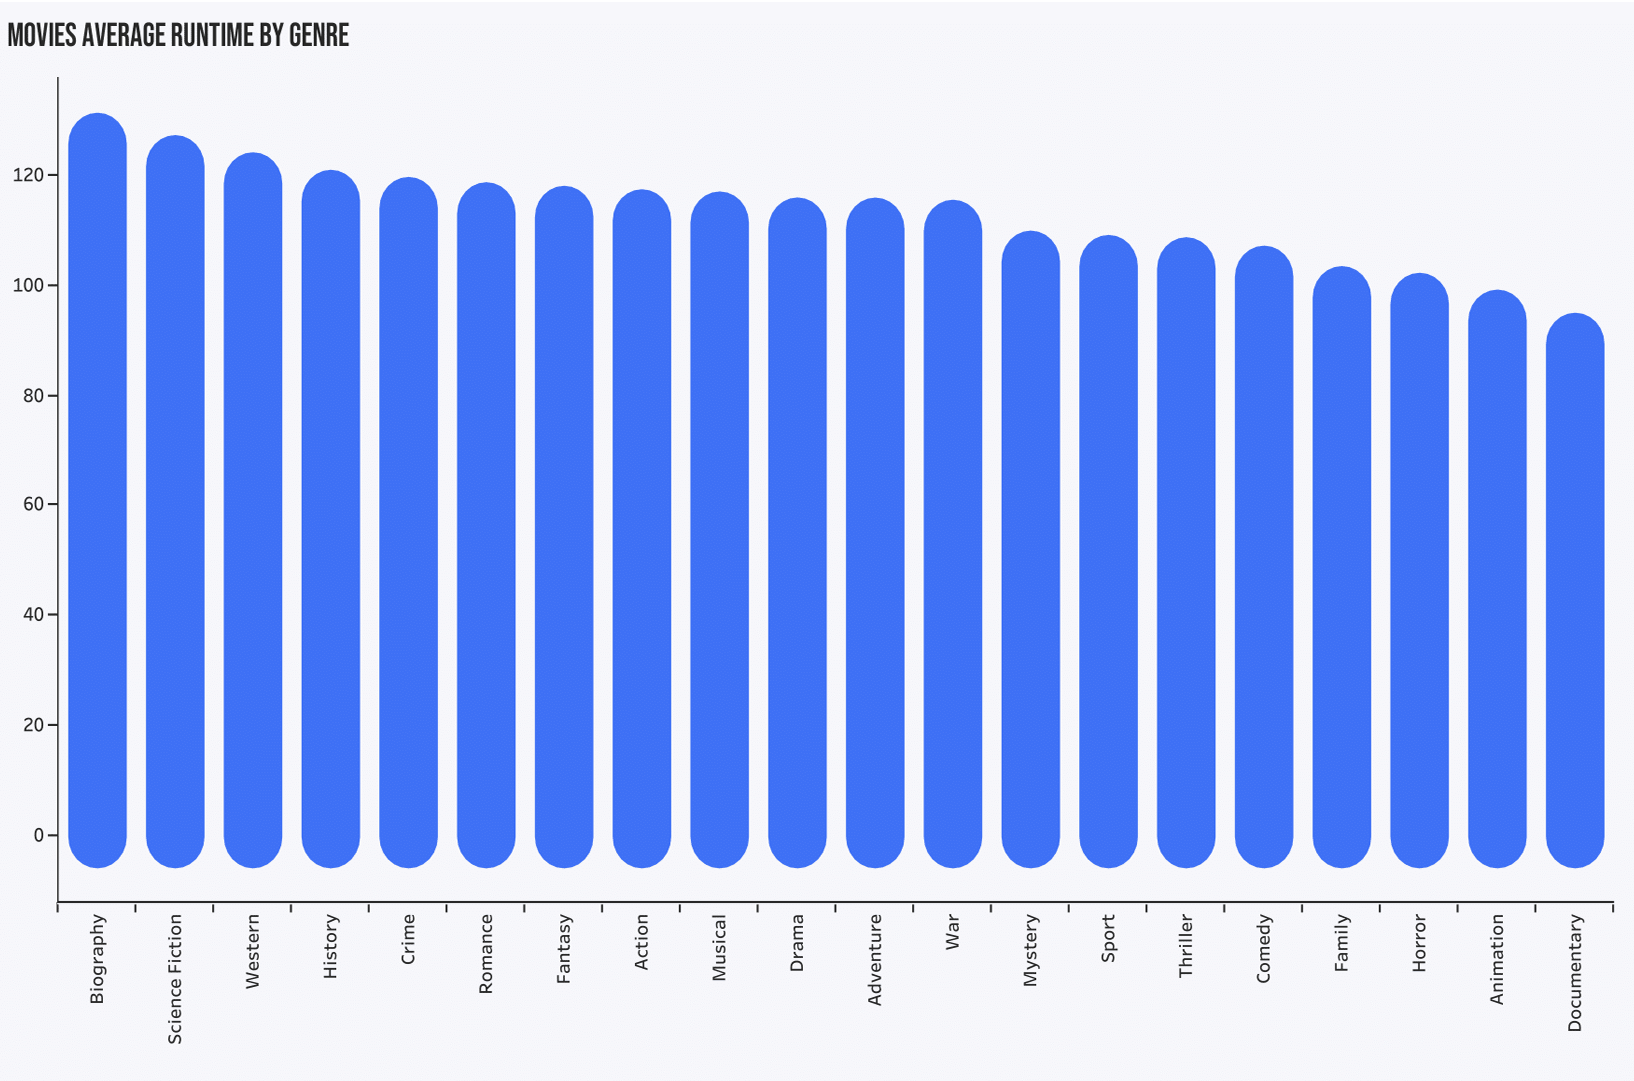 MOVIES AVERAGE RUNTIME BY GENRE
120
100
80
60
40
20
0
Biography
Science Fiction
Western
History
Crime
Romance
Fantasy
Action
Musical
Drama
Adventure
War
Mystery
Sport
Thriller
Comedy
Family
Horror
Animation
Documentary